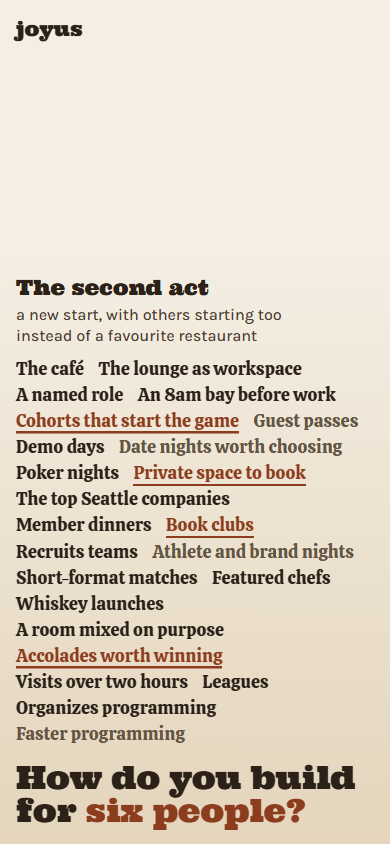 joyus
The second act
a new start, with others starting too
instead of a favourite restaurant
The café The lounge as workspace
A named role An 8am bay before work
Cohorts that start the game Guest passes
Demo days Date nights worth choosing
Poker nights Private space to book
The top Seattle companies
Member dinners Book clubs
Recruits teams Athlete and brand nights
Short-format matches Featured chefs
Whiskey launches
A room mixed on purpose
Accolades worth winning
Visits over two hours Leagues
Organizes programming
Faster programming
How do you build
for six people?